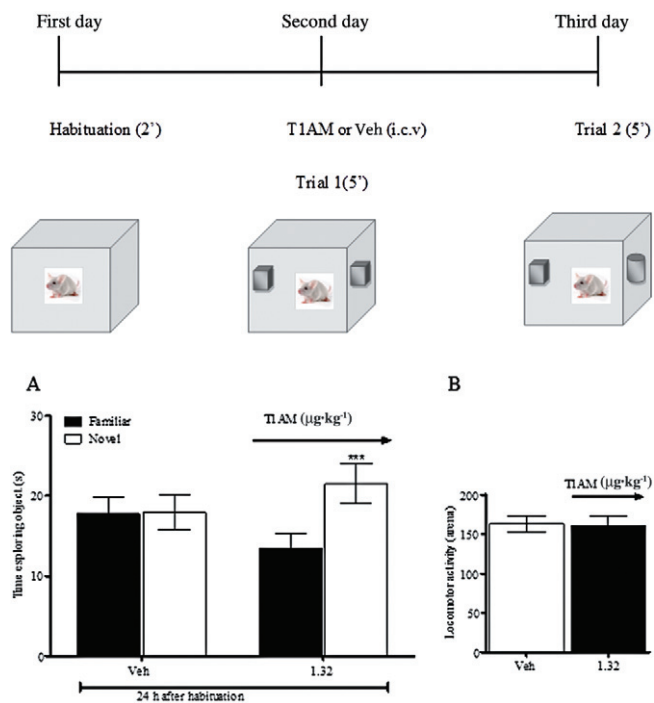 First day Second day Third day
Habituation (2’) T1AM or Veh (i.c.v) Trial 2 (5’)
Trial 1(5’)
A
Time esploring object (s)
30
20
10
0
Familiar
Novel
T1AM (µg·kg-1)
***
Veh 1.32
24 h after habituation
B
Locomotor activity (arena)
T1AM (µg·kg-1)
200
150
100
50
0
Veh 1.32